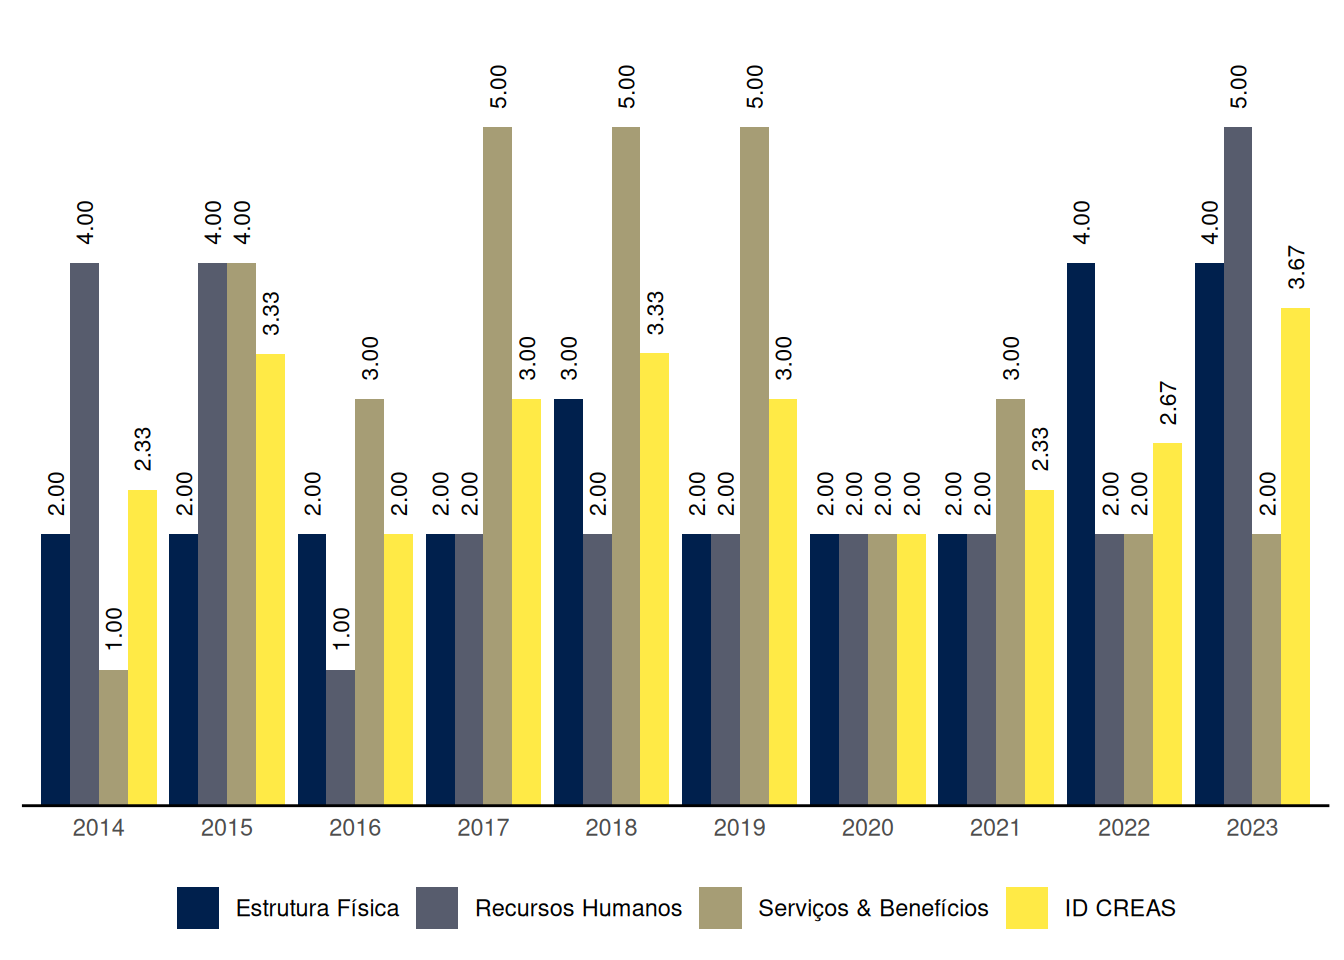 5.00 5.00 5.00 5.00
4.00 4.00 4.00 4.00 4.00
3.67
3.33 3.33
3.00 3.00 3.00 3.00 3.00
2.67
2.33 2.33
2.00 2.00 2.00 2.00 2.00 2.00 2.00 2.00 2.00 2.00 2.00 2.00 2.00 2.00 2.00 2.00 2.00 2.00
1.00 1.00
2014 2015 2016 2017 2018 2019 2020 2021 2022 2023
Estrutura Física Recursos Humanos Serviços & Benefícios ID CREAS